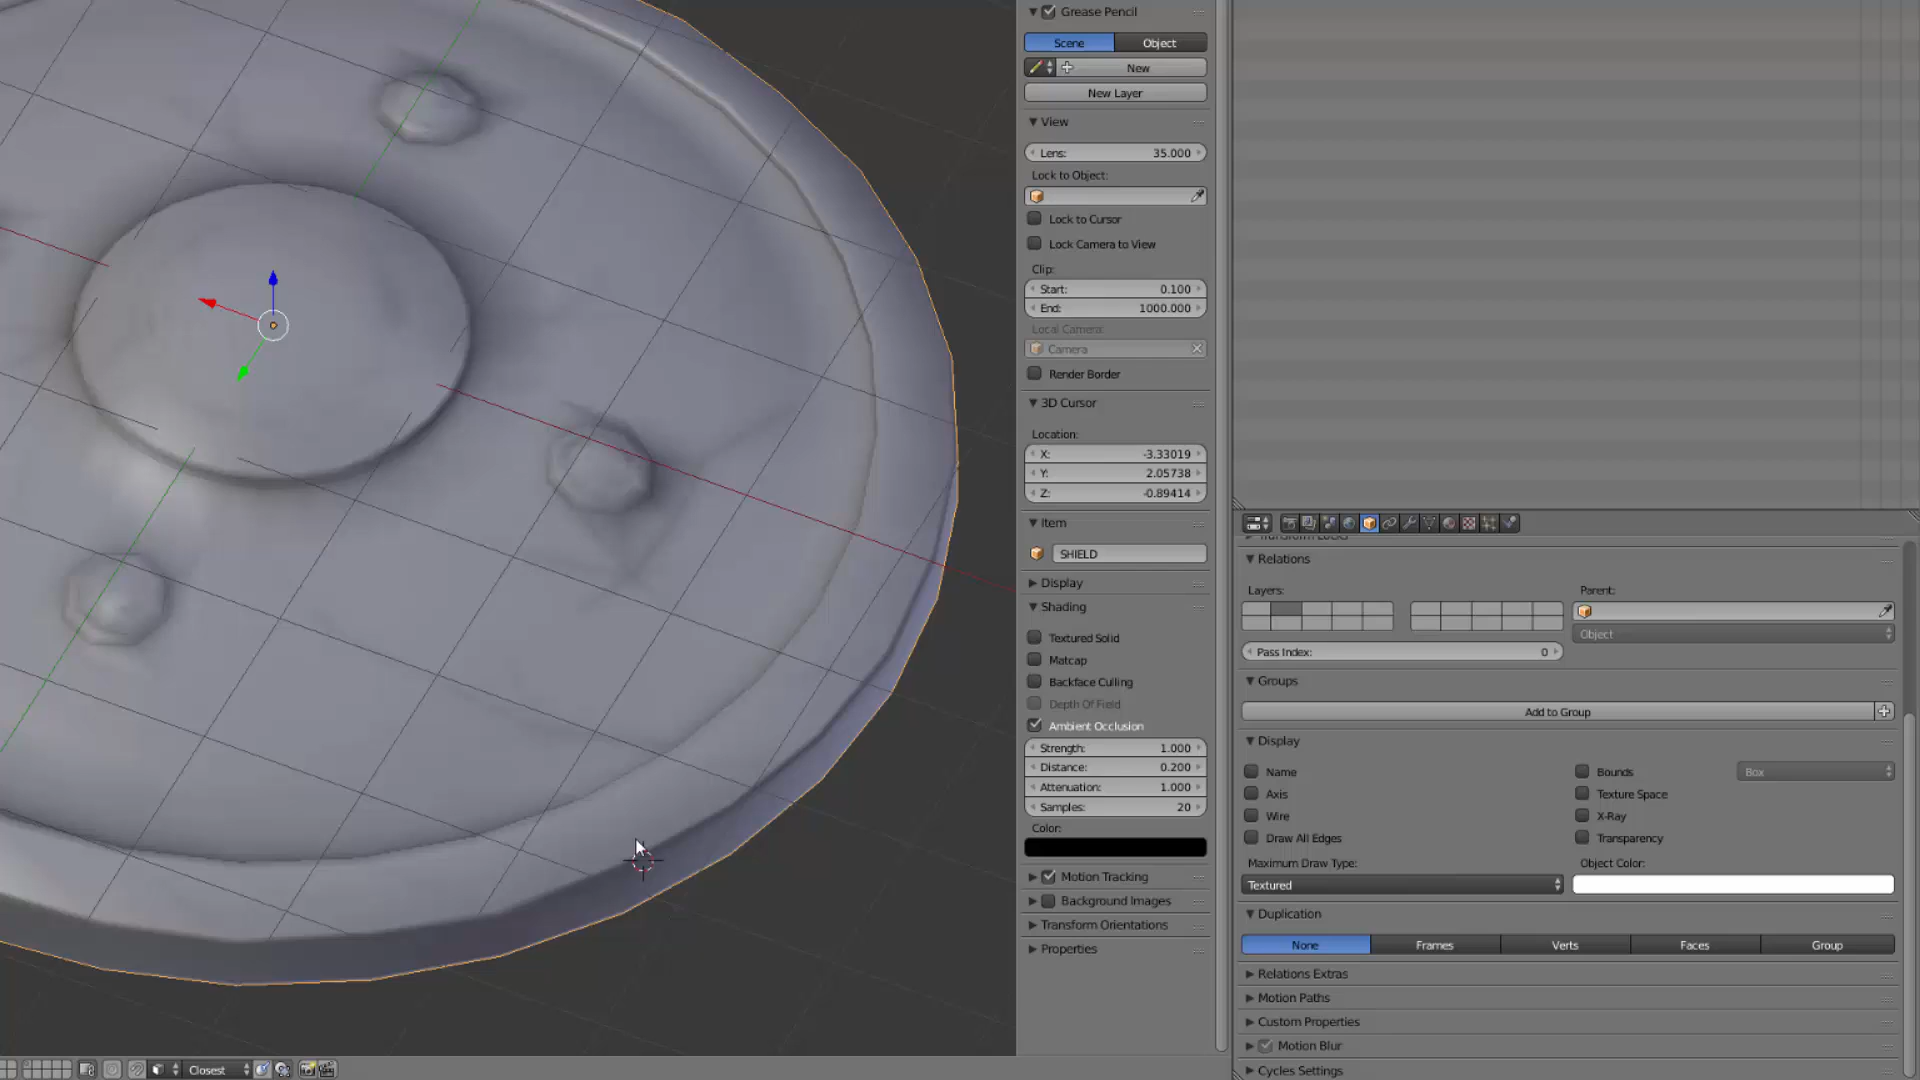 Grease Pencil
Scene Object
New
New Layer
View
Lens: 35.000
Lock to Object:
Lock to Cursor
Lock Camera to View
Clip:
Start: 0.100
End: 1000.000
Local Camera:
Camera
Render Border
3D Cursor
Location:
X: -3.33019
Y: 2.05738
Z: -0.89414
Item
SHIELD
Display
Shading
Textured Solid
Matcap
Backface Culling
Depth Of Field
Ambient Occlusion
Strength: 1.000
Distance: 0.200
Attenuation: 1.000
Samples: 20
Color:
Motion Tracking
Background Images
Transform Orientations
Properties
Closest
Transform Locks
Relations
Layers: Parent:
Object
Pass Index: 0
Groups
Add to Group
Display
Name Bounds Box
Axis Texture Space
Wire X-Ray
Draw All Edges Transparency
Maximum Draw Type: Object Color:
Textured
Duplication
None Frames Verts Faces Group
Relations Extras
Motion Paths
Custom Properties
Motion Blur
Cycles Settings